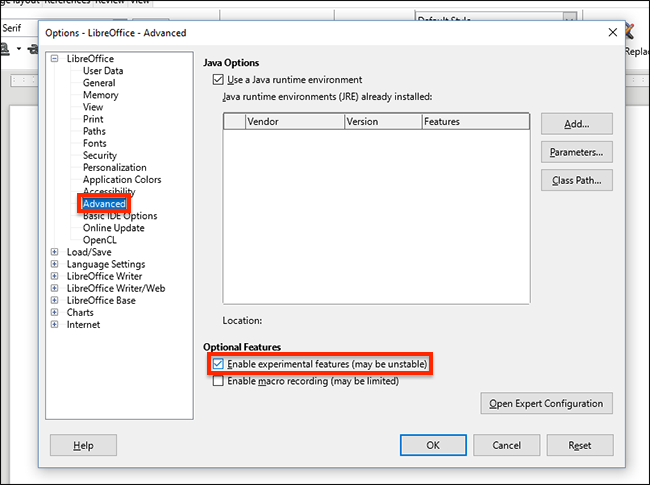 References Review View
Serif
Default Style
Options - LibreOffice - Advanced
LibreOffice
User Data
General
Memory
View
Print
Paths
Fonts
Security
Personalization
Application Colors
Accessibility
Advanced
Basic IDE Options
Online Update
OpenCL
Load/Save
Language Settings
LibreOffice Writer
LibreOffice Writer/Web
LibreOffice Base
Charts
Internet
Java Options
Use a Java runtime environment
Java runtime environments (JRE) already installed:
Vendor Version Features
Add...
Parameters...
Class Path...
Location:
Optional Features
Enable experimental features (may be unstable)
Enable macro recording (may be limited)
Open Expert Configuration
Help OK Cancel Reset